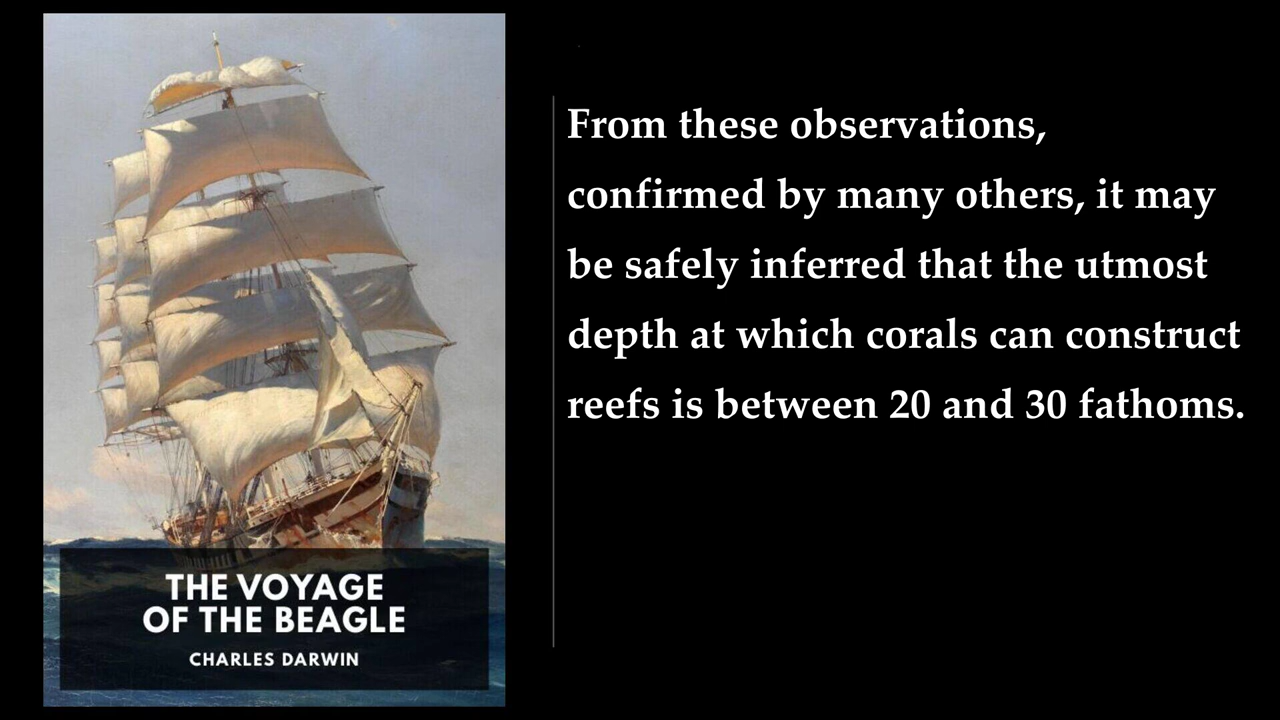 THE VOYAGE
OF THE BEAGLE
CHARLES DARWIN
From these observations,
confirmed by many others, it may
be safely inferred that the utmost
depth at which corals can construct
reefs is between 20 and 30 fathoms.